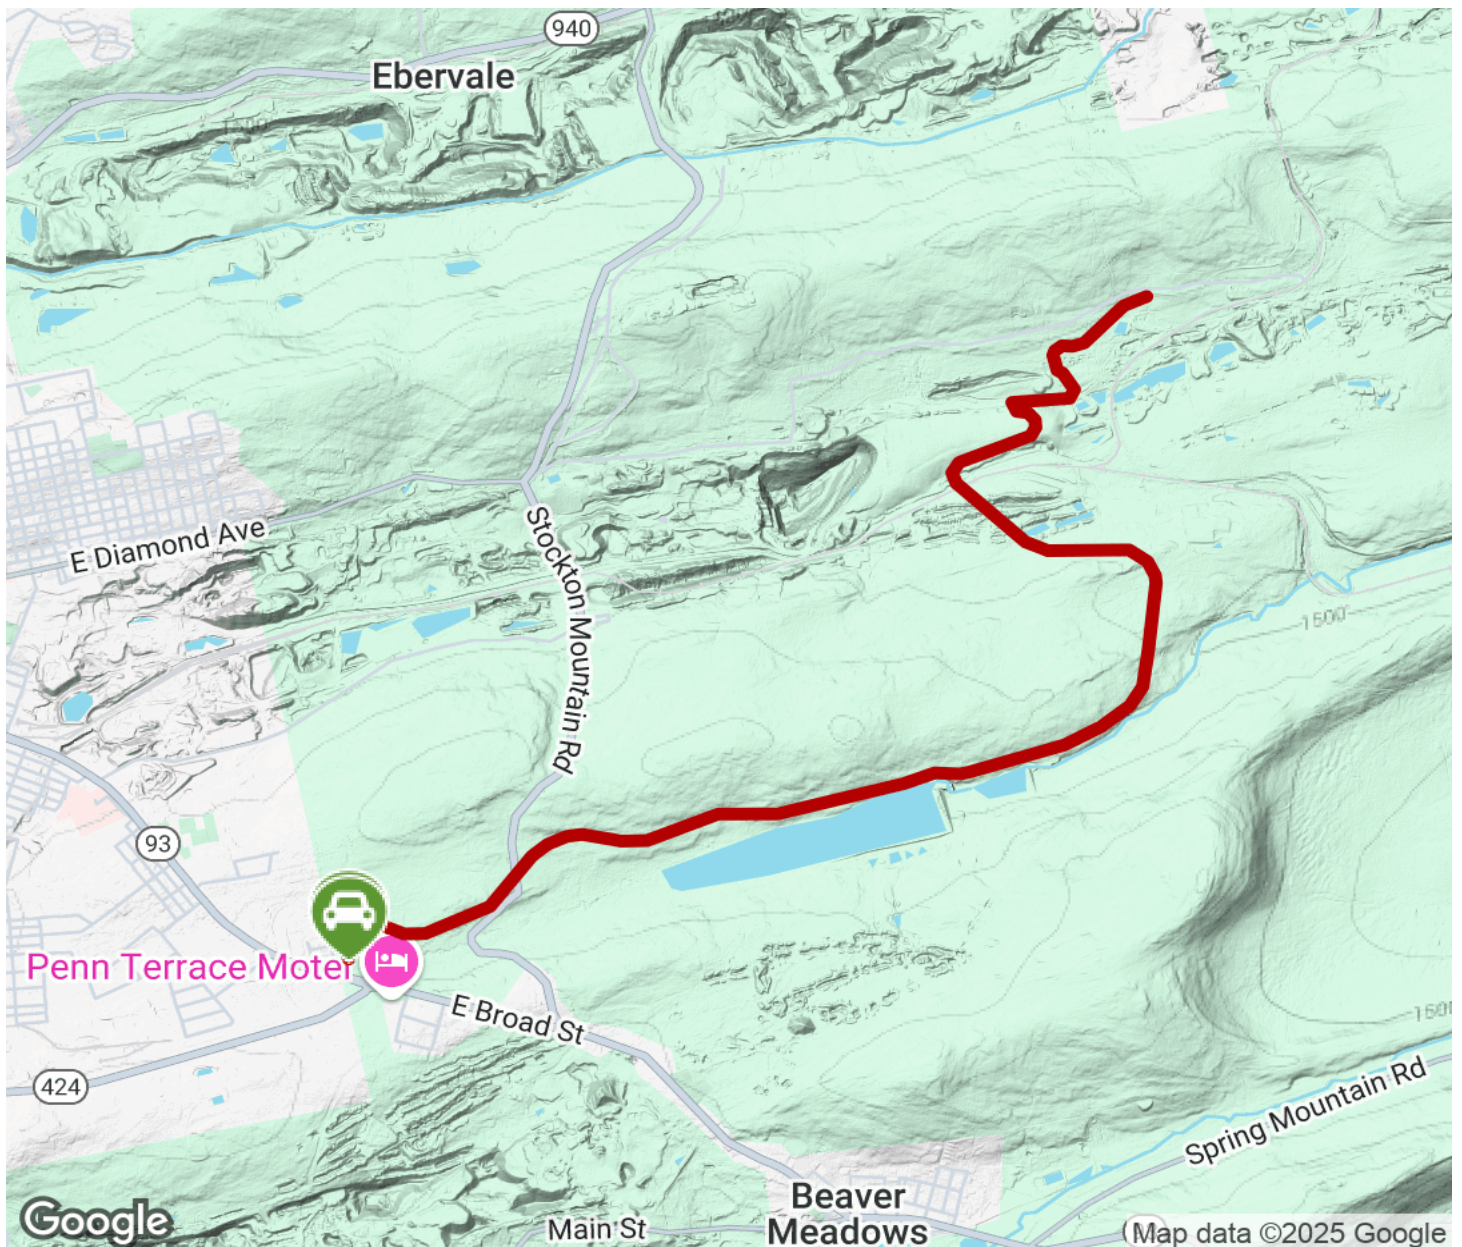 940
Ebervale
E Diamond Ave
Stockton Mountain Rd
1500
93
Penn Terrace Motel
E Broad St
424
Spring Mountain Rd
Beaver
Meadows
Main St
Google
Map data ©2025 Google